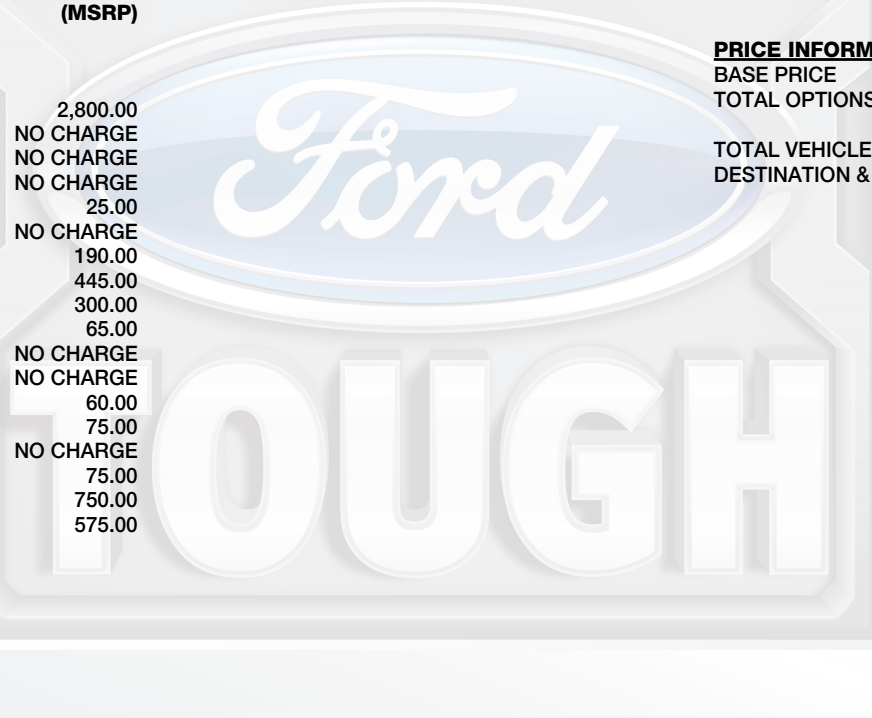 (MSRP)
2,800.00
NO CHARGE
NO CHARGE
NO CHARGE
25.00
NO CHARGE
190.00
445.00
300.00
65.00
NO CHARGE
NO CHARGE
60.00
75.00
NO CHARGE
75.00
750.00
575.00
PRICE INFORM
BASE PRICE
TOTAL OPTIONS
TOTAL VEHICLE
DESTINATION &
Ford
TOUGH